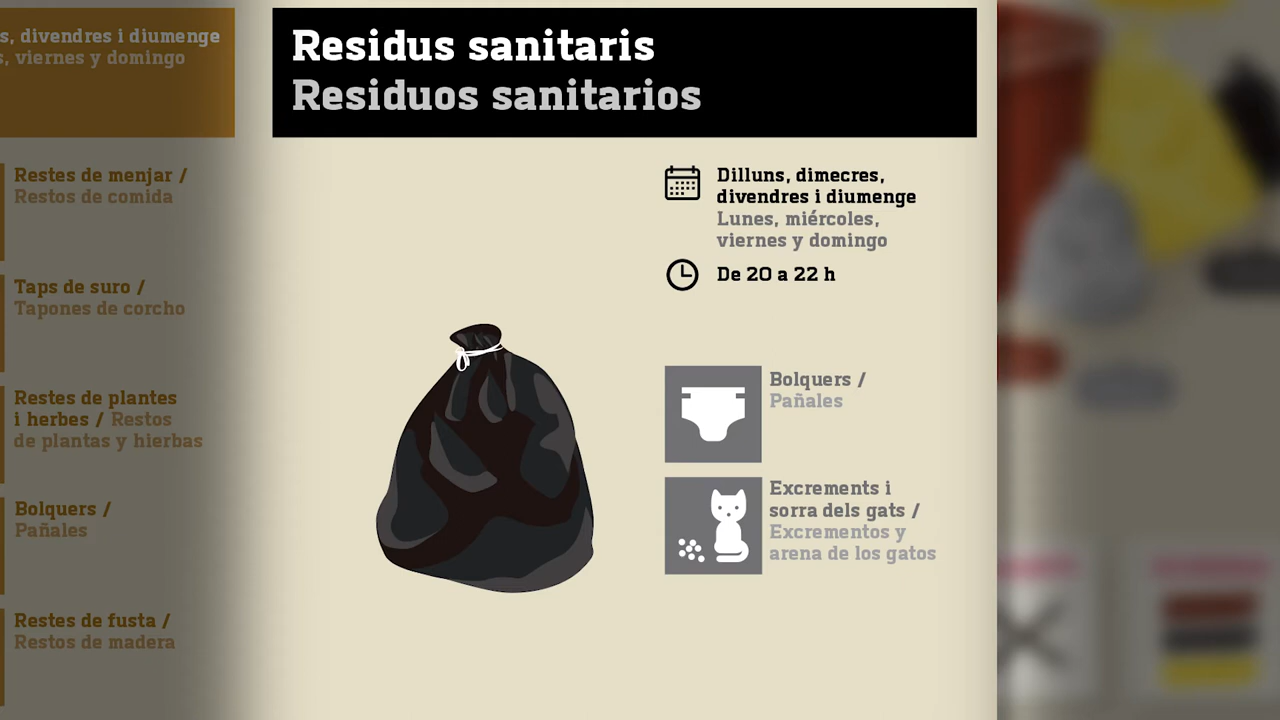 s, divendres i diumenge
s, viernes y domingo
Restes de menjar /
Restos de comida
Taps de suro /
Tapones de corcho
Restes de plantes
i herbes / Restos
de plantas y hierbas
Bolquers /
Pañales
Restes de fusta /
Restos de madera
Residus sanitaris
Residuos sanitarios
Dilluns, dimecres,
divendres i diumenge
Lunes, miércoles,
viernes y domingo
De 20 a 22 h
Bolquers /
Pañales
Excrements i
sorra dels gats /
Excrementos y
arena de los gatos